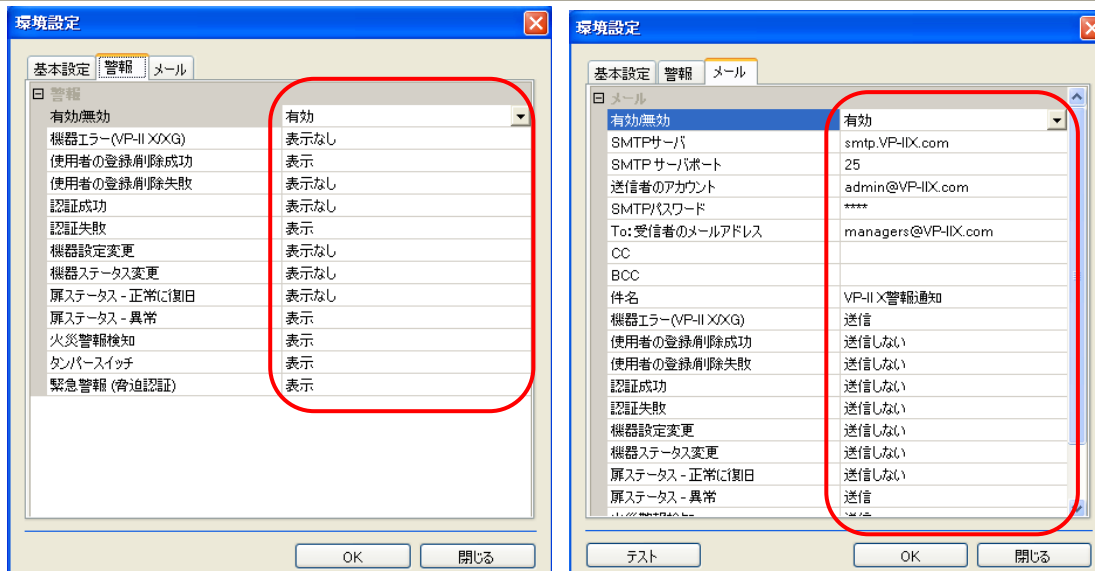 環境設定
基本設定 警報 メール
警報
有効/無効 有効
機器エラー(VP-II X/XG) 表示なし
使用者の登録/削除成功 表示
使用者の登録/削除失敗 表示なし
認証成功 表示なし
認証失敗 表示
機器設定変更 表示なし
機器ステータス変更 表示なし
扉ステータス - 正常に復旧 表示なし
扉ステータス - 異常 表示
火災警報検知 表示
タンパースイッチ 表示
緊急警報 (脅迫認証) 表示
OK 閉じる
環境設定
基本設定 警報 メール
メール
有効/無効 有効
SMTPサーバ smtp.VP-IIX.com
SMTP サーバポート 25
送信者のアカウント admin@VP-IIX.com
SMTPパスワード ****
To:受信者のメールアドレス managers@VP-IIX.com
CC
BCC
件名 VP-II X警報通知
機器エラー(VP-II X/XG) 送信
使用者の登録/削除成功 送信しない
使用者の登録/削除失敗 送信しない
認証成功 送信しない
認証失敗 送信しない
機器設定変更 送信しない
機器ステータス変更 送信しない
扉ステータス - 正常に復旧 送信しない
扉ステータス - 異常 送信
テスト OK 閉じる